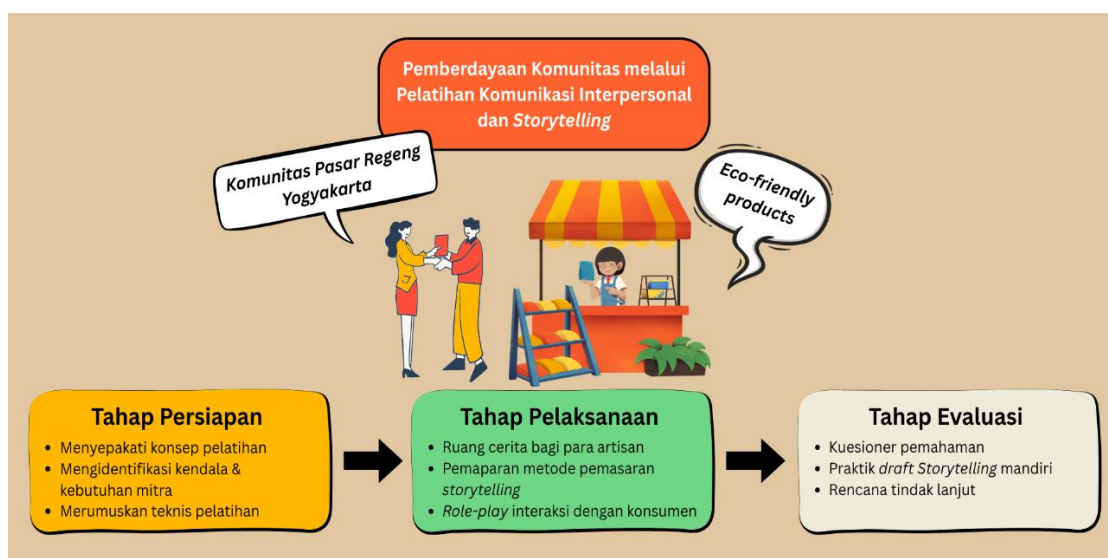 Pemberdayaan Komunitas melalui
Pelatihan Komunikasi Interpersonal
dan Storytelling
Komunitas Pasar Regeng
Yogyakarta
Eco-friendly
products
Tahap Persiapan
• Menyepakati konsep pelatihan
• Mengidentifikasi kendala &
kebutuhan mitra
• Merumuskan teknis pelatihan
Tahap Pelaksanaan
• Ruang cerita bagi para artisan
• Pemaparan metode pemasaran
storytelling
• Role-play interaksi dengan konsumen
Tahap Evaluasi
• Kuesioner pemahaman
• Praktik draft Storytelling mandiri
• Rencana tindak lanjut